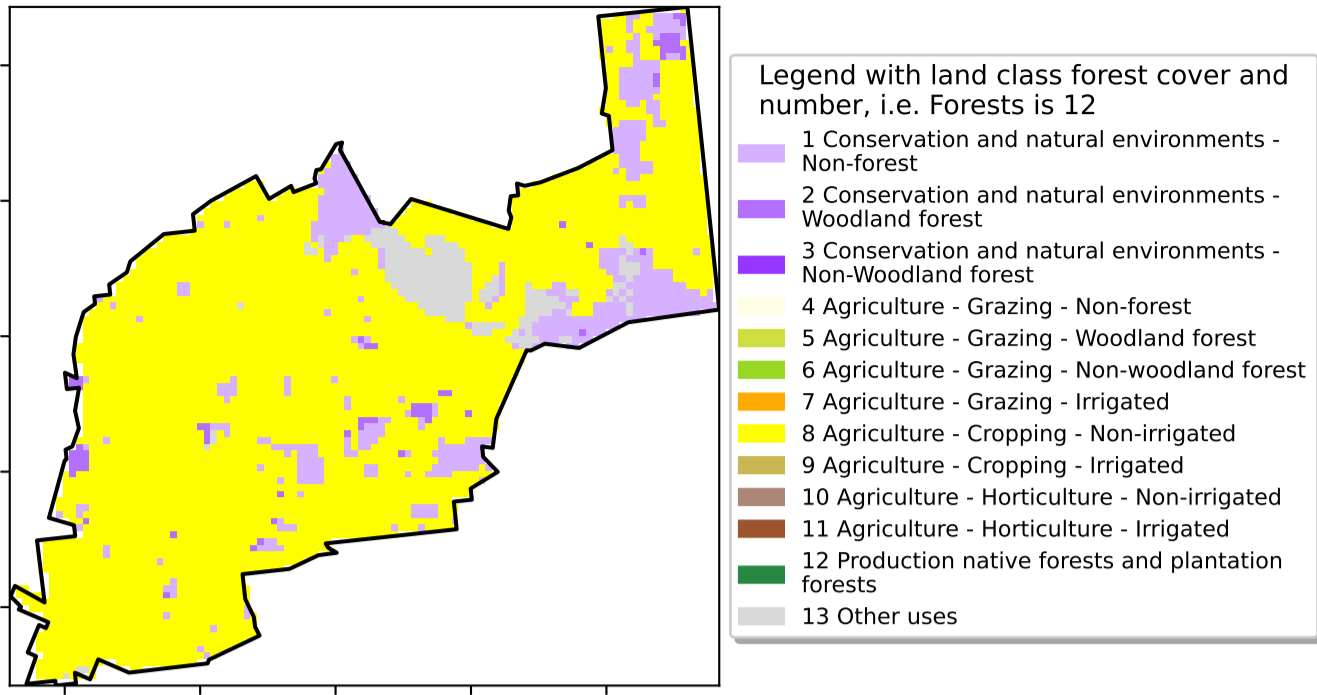 Legend with land class forest cover and
number, i.e. Forests is 12
1 Conservation and natural environments -
Non-forest
2 Conservation and natural environments -
Woodland forest
3 Conservation and natural environments -
Non-Woodland forest
4 Agriculture - Grazing - Non-forest
5 Agriculture - Grazing - Woodland forest
6 Agriculture - Grazing - Non-woodland forest
7 Agriculture - Grazing - Irrigated
8 Agriculture - Cropping - Non-irrigated
9 Agriculture - Cropping - Irrigated
10 Agriculture - Horticulture - Non-irrigated
11 Agriculture - Horticulture - Irrigated
12 Production native forests and plantation
forests
13 Other uses